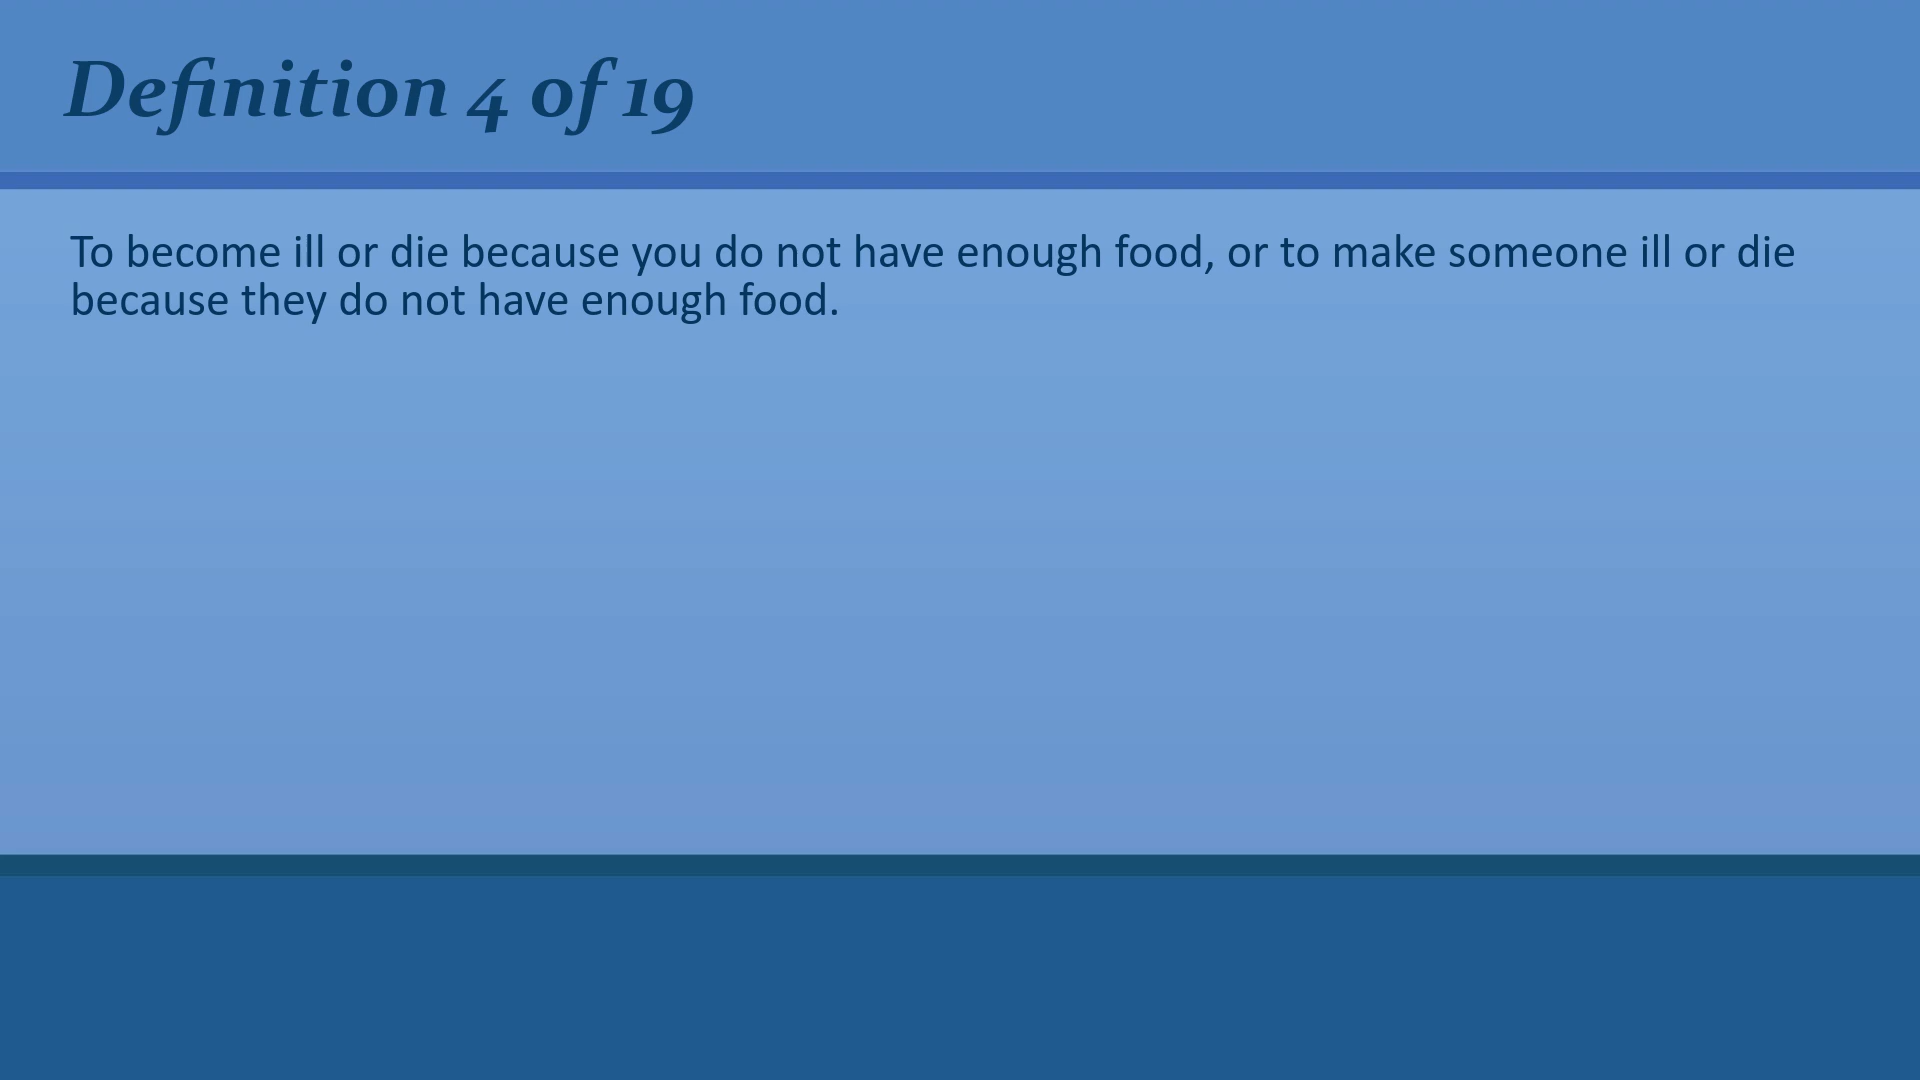 Definition 4 of 19
To become ill or die because you do not have enough food, or to make someone ill or die
because they do not have enough food.